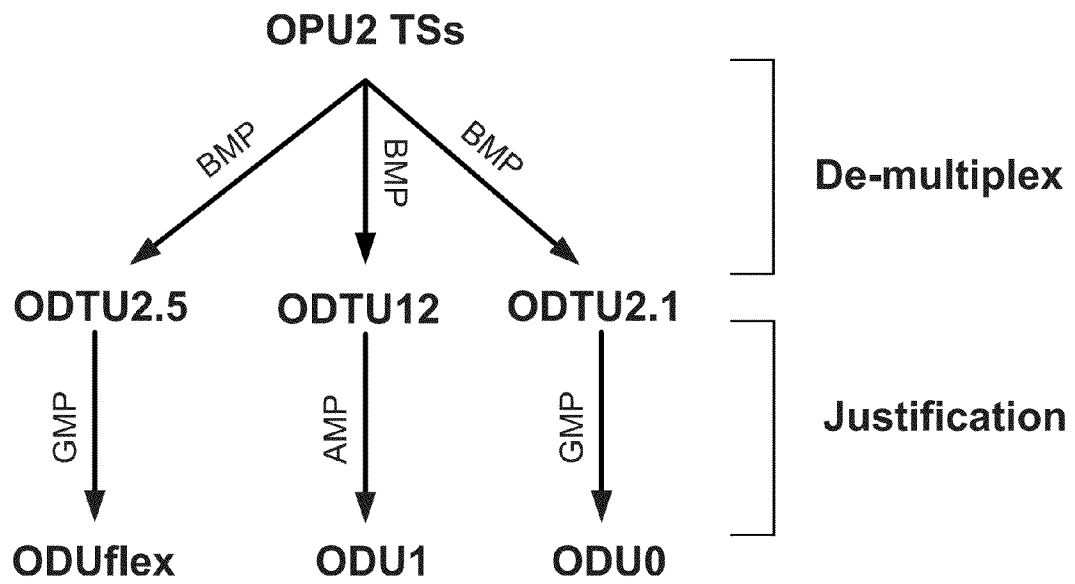 OPU2 TSs
BMP
BMP
BMP
De-multiplex
ODTU2.5
ODTU12
ODTU2.1
GMP
AMP
GMP
Justification
ODUflex
ODU1
ODU0